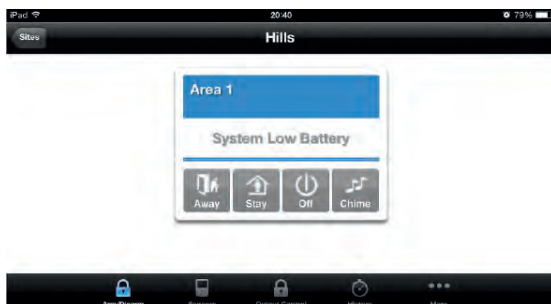 iPad 20:40 79%
Sites Hills
Area 1
System Low Battery
Away Stay Off Chime